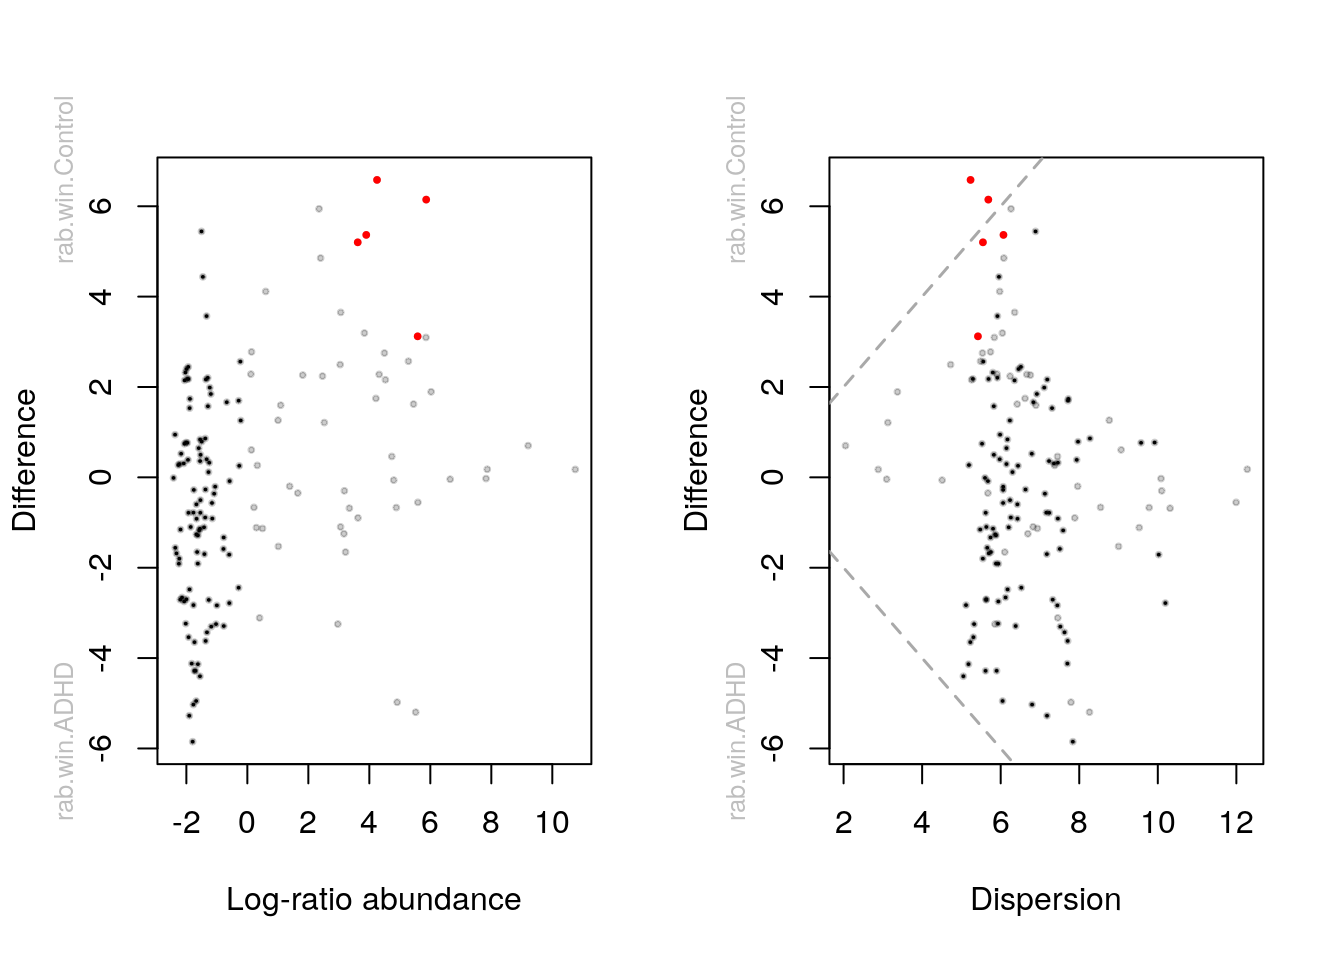 rab.win.Control
rab.win.ADHD
Difference
6
4
2
0
-2
-4
-6
-2 0 2 4 6 8 10
Log-ratio abundance
rab.win.Control
rab.win.ADHD
Difference
6
4
2
0
-2
-4
-6
2 4 6 8 10 12
Dispersion